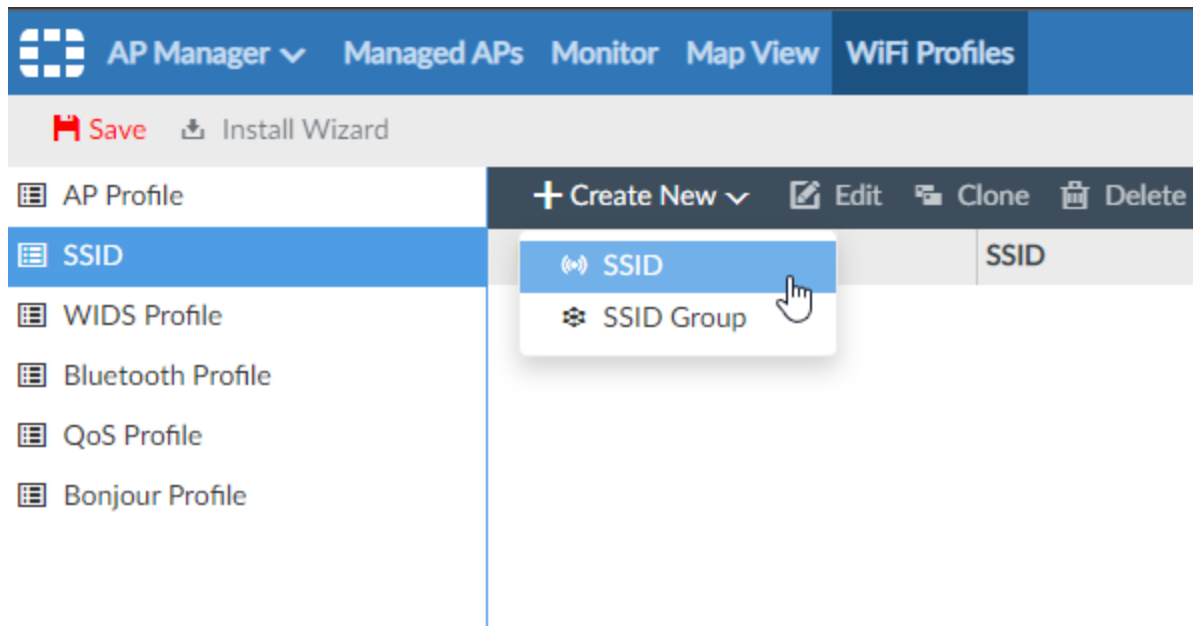 AP Manager Managed APs Monitor Map View WiFi Profiles
Save Install Wizard
AP Profile
SSID
WIDS Profile
Bluetooth Profile
QoS Profile
Bonjour Profile
Create New Edit Clone Delete
SSID
SSID
SSID Group